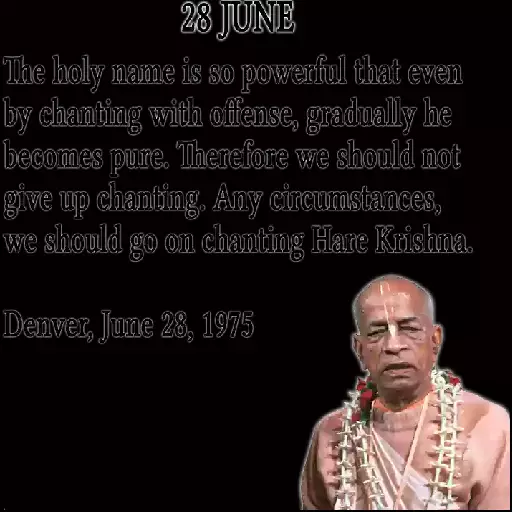 28 JUNE
The holy name is so powerful that even
by chanting with offense, gradually he
becomes pure. Therefore we should not
give up chanting. Any circumstances,
we should go on chanting Hare Krishna.
Denver, June 28, 1975